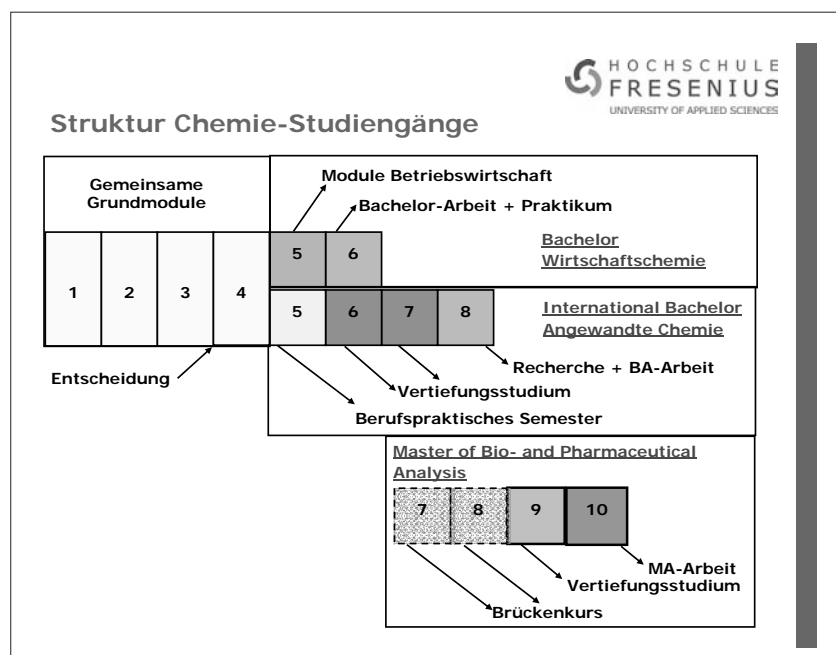 HOCHSCHULE
FRESENIUS
UNIVERSITY OF APPLIED SCIENCES
Struktur Chemie-Studiengänge
Gemeinsame
Grundmodule
Module Betriebswirtschaft
Bachelor-Arbeit + Praktikum
Bachelor
Wirtschaftschemie
5 6
1 2 3 4
International Bachelor
Angewandte Chemie
5 6 7 8
Recherche + BA-Arbeit
Entscheidung
Vertiefungsstudium
Berufspraktisches Semester
Master of Bio- and Pharmaceutical
Analysis
7 8 9 10
MA-Arbeit
Vertiefungsstudium
Brückenkurs